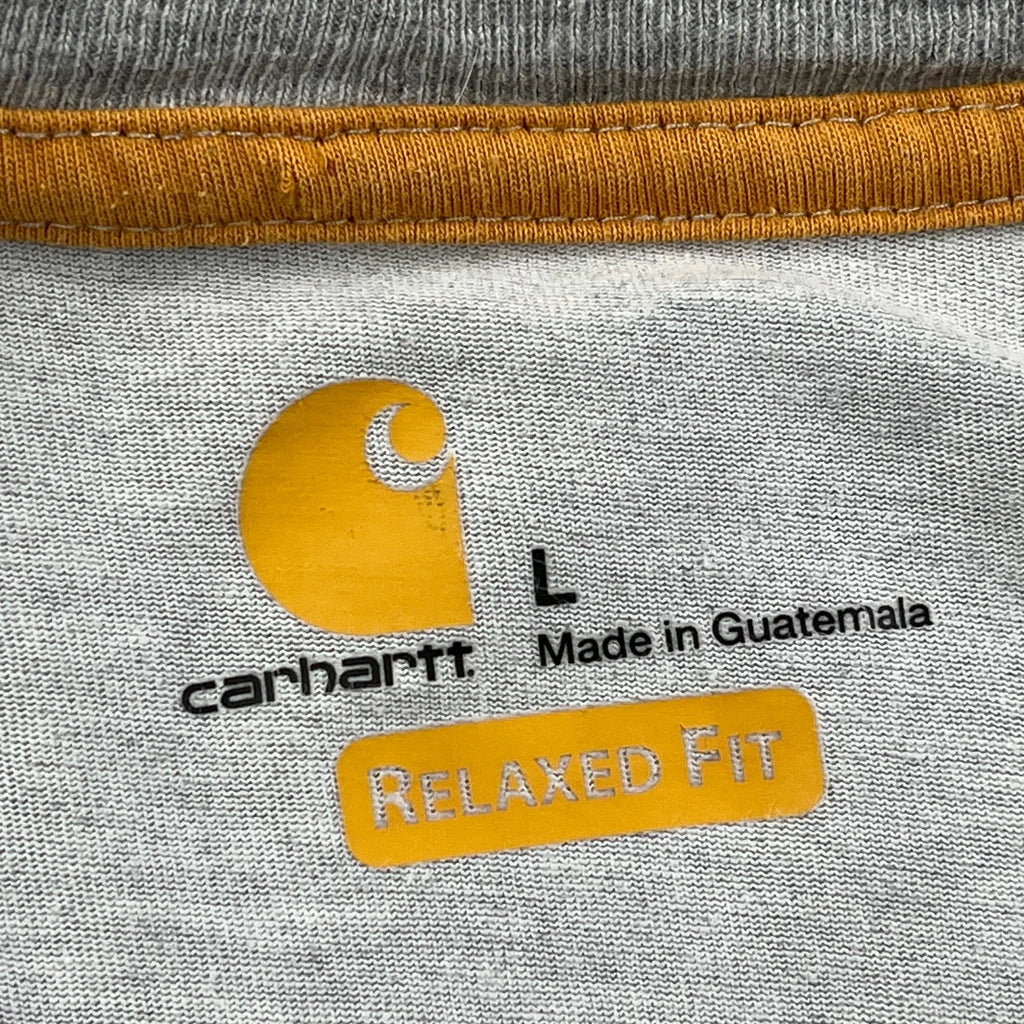 L
Made in Guatemala
carhartt
RELAXED FIT